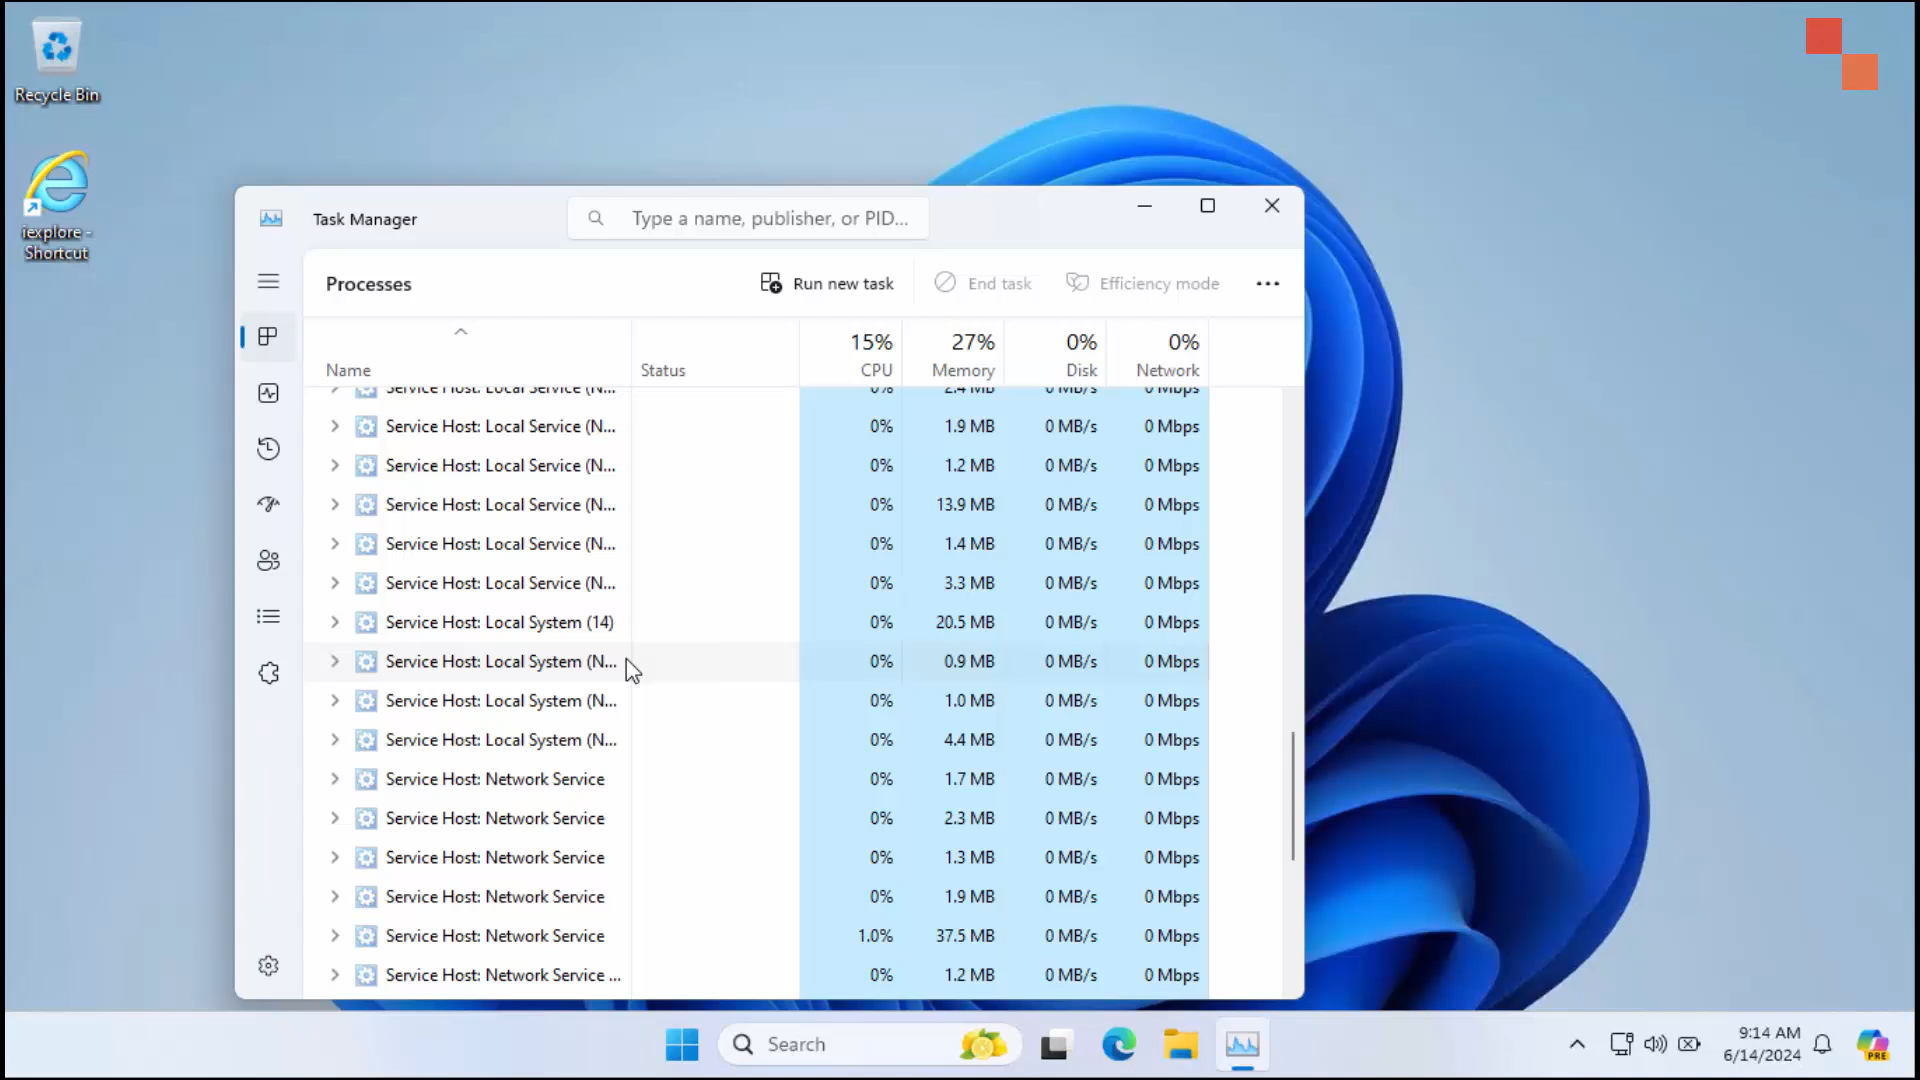 Recycle Bin
iexplore -
Shortcut
Task Manager
Type a name, publisher, or PID...
Processes
Run new task
End task
Efficiency mode
15% 27% 0% 0%
Name Status CPU Memory Disk Network
Service Host: Local Service (N... 0% 2.4 MB 0 MB/s 0 Mbps
Service Host: Local Service (N... 0% 1.9 MB 0 MB/s 0 Mbps
Service Host: Local Service (N... 0% 1.2 MB 0 MB/s 0 Mbps
Service Host: Local Service (N... 0% 13.9 MB 0 MB/s 0 Mbps
Service Host: Local Service (N... 0% 1.4 MB 0 MB/s 0 Mbps
Service Host: Local Service (N... 0% 3.3 MB 0 MB/s 0 Mbps
Service Host: Local System (14) 0% 20.5 MB 0 MB/s 0 Mbps
Service Host: Local System (N... 0% 0.9 MB 0 MB/s 0 Mbps
Service Host: Local System (N... 0% 1.0 MB 0 MB/s 0 Mbps
Service Host: Local System (N... 0% 4.4 MB 0 MB/s 0 Mbps
Service Host: Network Service 0% 1.7 MB 0 MB/s 0 Mbps
Service Host: Network Service 0% 2.3 MB 0 MB/s 0 Mbps
Service Host: Network Service 0% 1.3 MB 0 MB/s 0 Mbps
Service Host: Network Service 0% 1.9 MB 0 MB/s 0 Mbps
Service Host: Network Service 1.0% 37.5 MB 0 MB/s 0 Mbps
Service Host: Network Service ... 0% 1.2 MB 0 MB/s 0 Mbps
Search
9:14 AM
6/14/2024
PRE